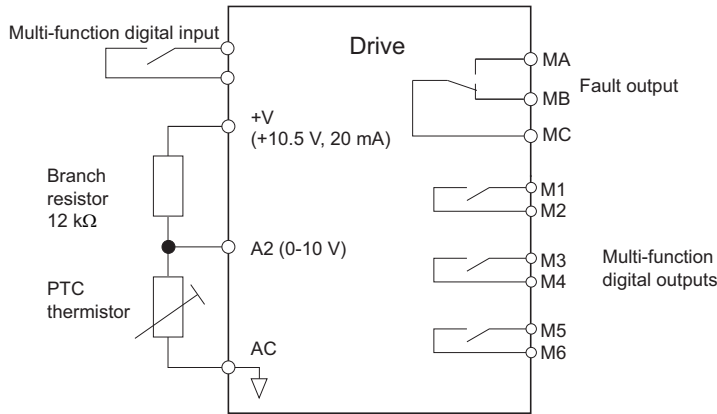 Multi-function digital input
Drive
MA
MB
MC
Fault output
+V
(+10.5 V, 20 mA)
Branch
resistor
12 kΩ
M1
M2
A2 (0-10 V)
M3
M4
Multi-function
digital outputs
PTC
thermistor
AC
M5
M6